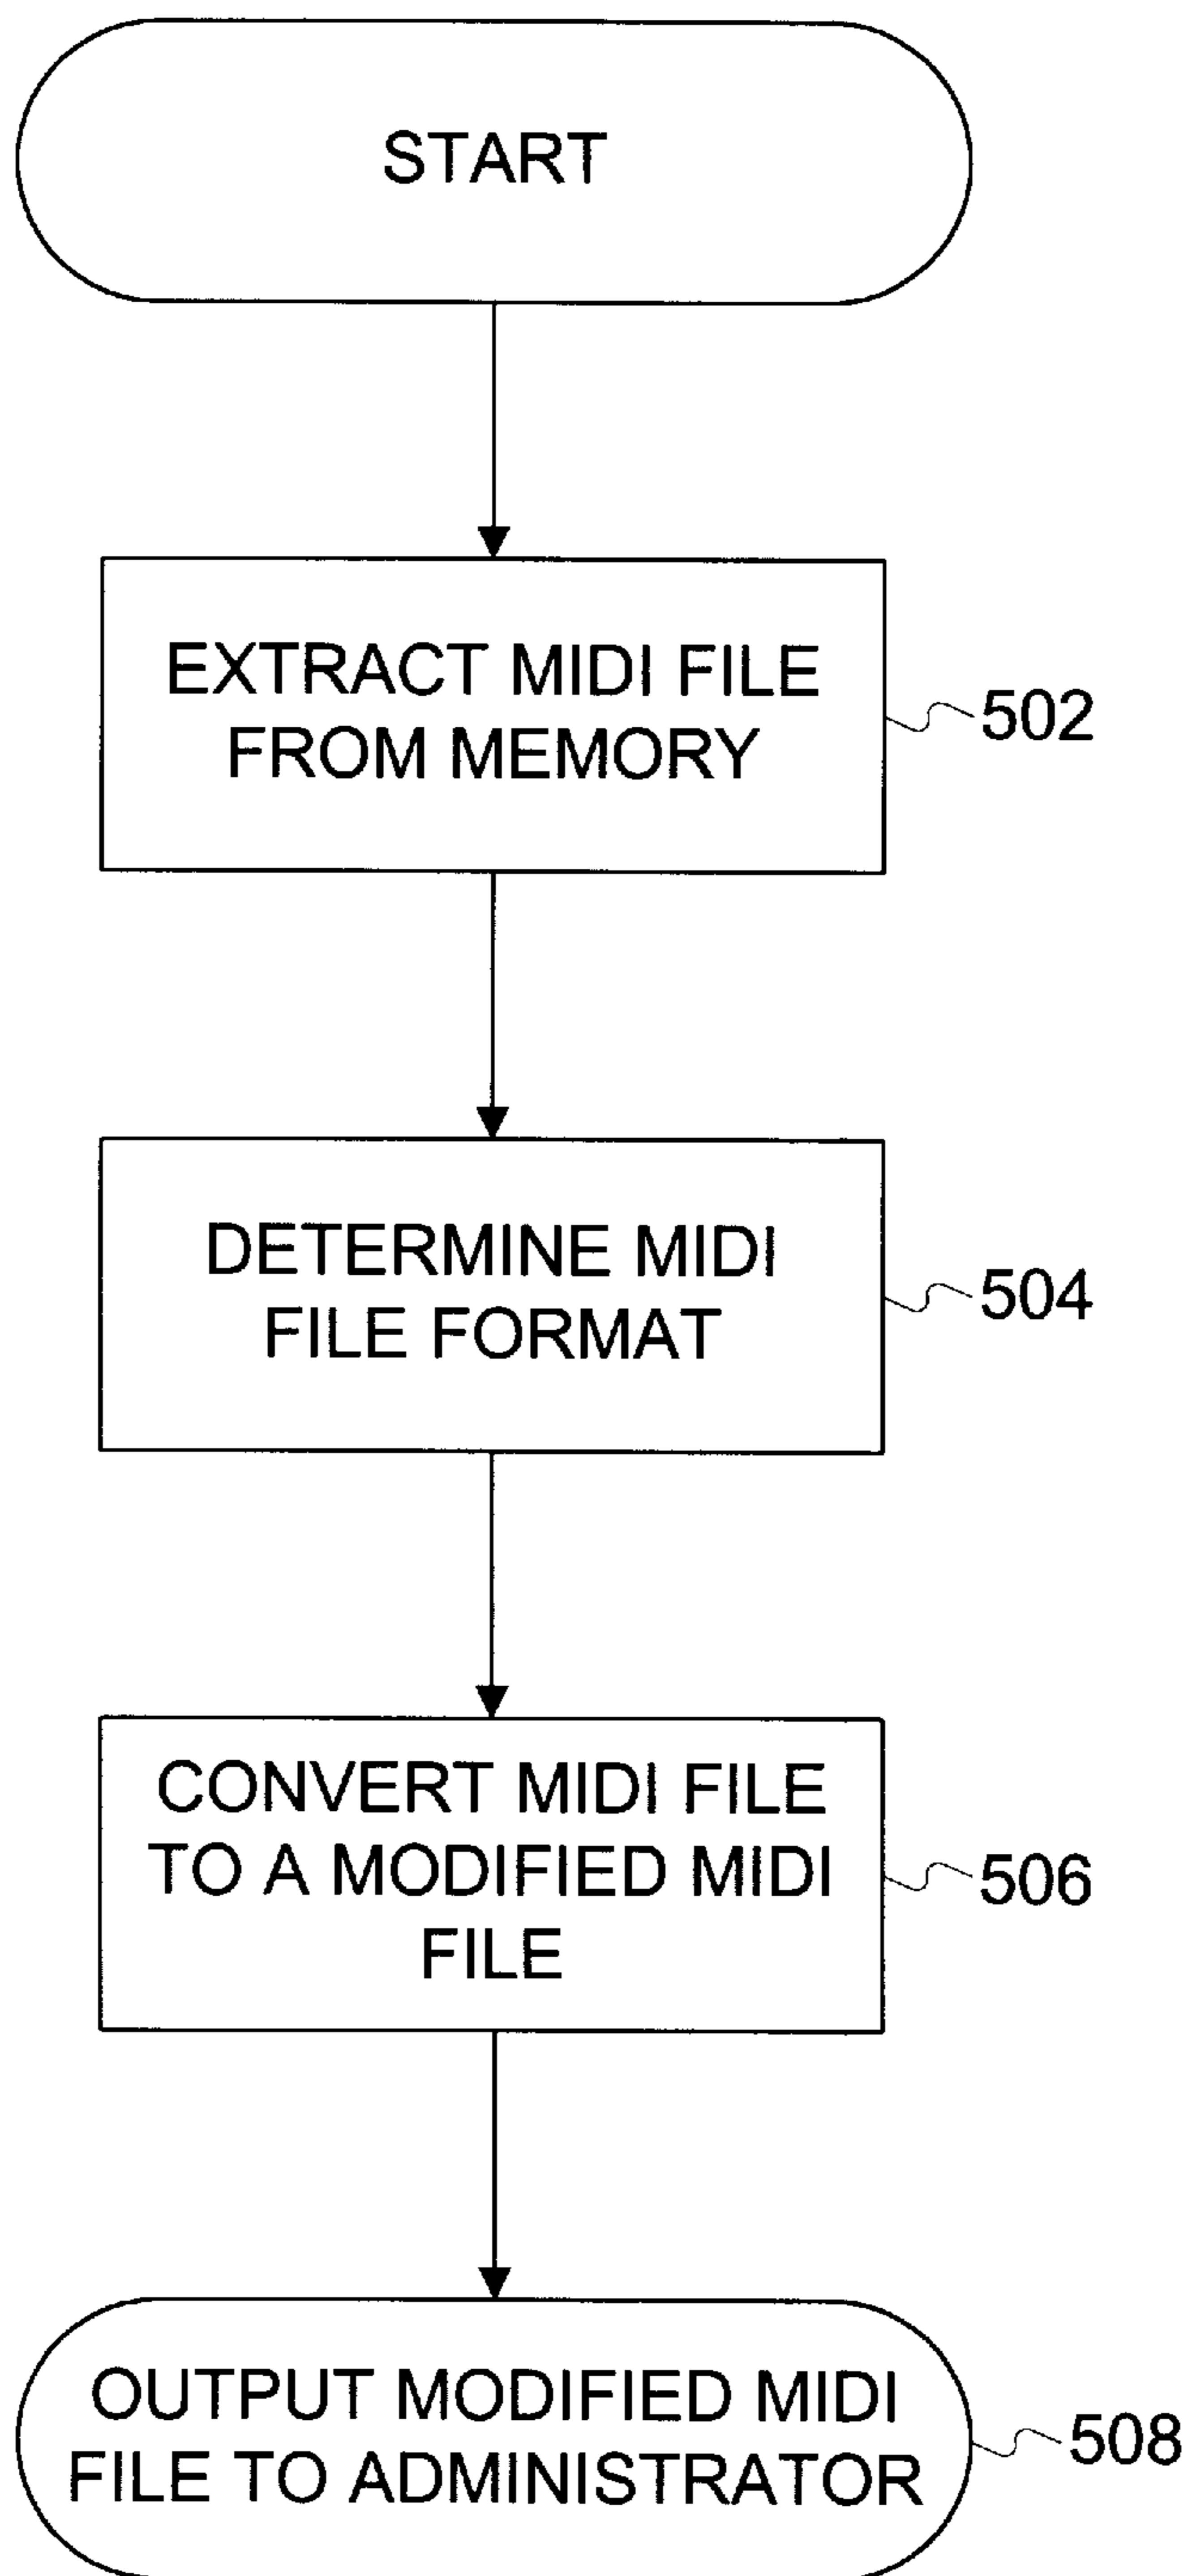 START
EXTRACT MIDI FILE
FROM MEMORY
502
DETERMINE MIDI
FILE FORMAT
504
CONVERT MIDI FILE
TO A MODIFIED MIDI
FILE
506
OUTPUT MODIFIED MIDI
FILE TO ADMINISTRATOR
508